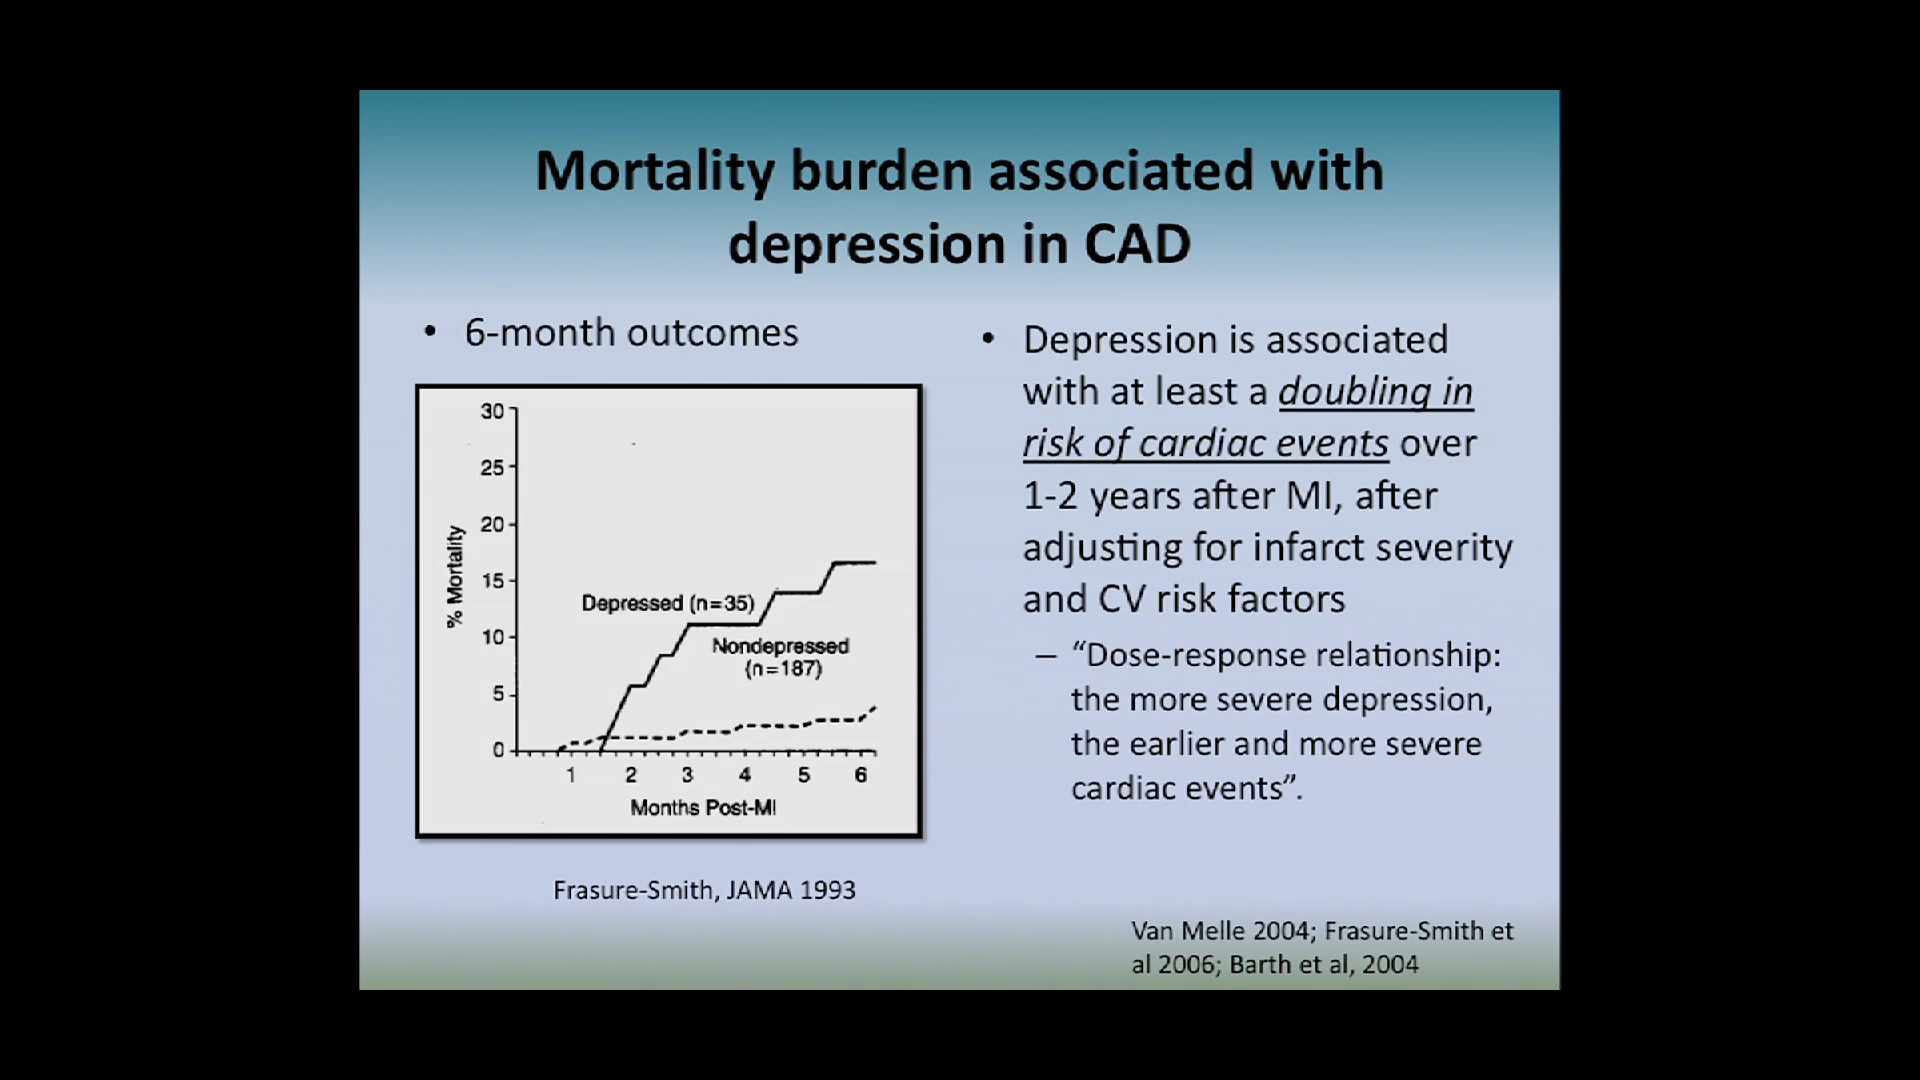 Mortality burden associated with
depression in CAD
• 6-month outcomes
30
25
20
15
10
5
0
% Mortality
Depressed (n=35)
Nondepressed
(n=187)
1 2 3 4 5 6
Months Post-MI
Frasure-Smith, JAMA 1993
• Depression is associated
with at least a doubling in
risk of cardiac events over
1-2 years after MI, after
adjusting for infarct severity
and CV risk factors
– “Dose-response relationship:
the more severe depression,
the earlier and more severe
cardiac events”.
Van Melle 2004; Frasure-Smith et
al 2006; Barth et al, 2004